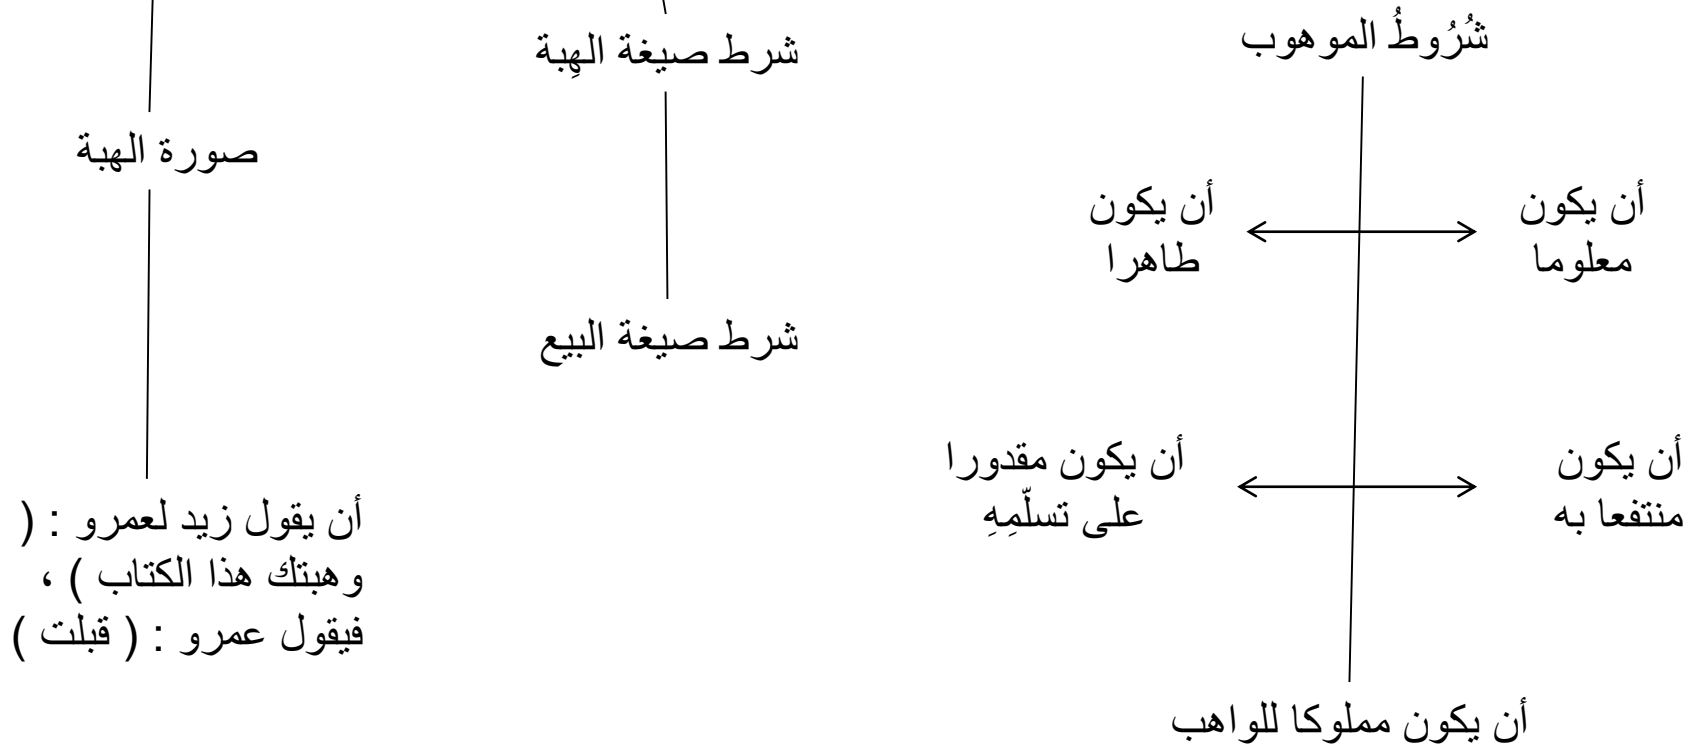 شُرُوطُ الموهوب
أن يكون
معلوما
أن يكون
طاهرا
أن يكون
منتفعا به
أن يكون مقدورا
على تسلّمِهِ
أن يكون مملوكا للواهب
شرط صيغة الهِبة
شرط صيغة البيع
صورة الهبة
أن يقول زيد لعمرو : (
وهبتك هذا الكتاب ) ،
فيقول عمرو : ( قبلت )